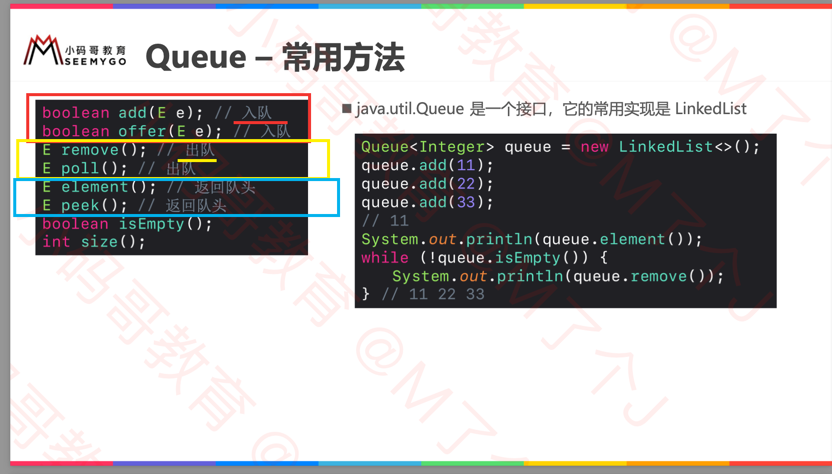 小码哥教育
SEEMYGO
Queue – 常用方法
boolean add(E e); // 入队
boolean offer(E e); // 入队
E remove(); // 出队
E poll(); // 出队
E element(); // 返回队头
E peek(); // 返回队头
boolean isEmpty();
int size();
■ java.util.Queue 是一个接口，它的常用实现是 LinkedList
Queue<Integer> queue = new LinkedList<>();
queue.add(11);
queue.add(22);
queue.add(33);
// 11
System.out.println(queue.element());
while (!queue.isEmpty()) {
System.out.println(queue.remove());
} // 11 22 33
小码哥教育 @M了个J